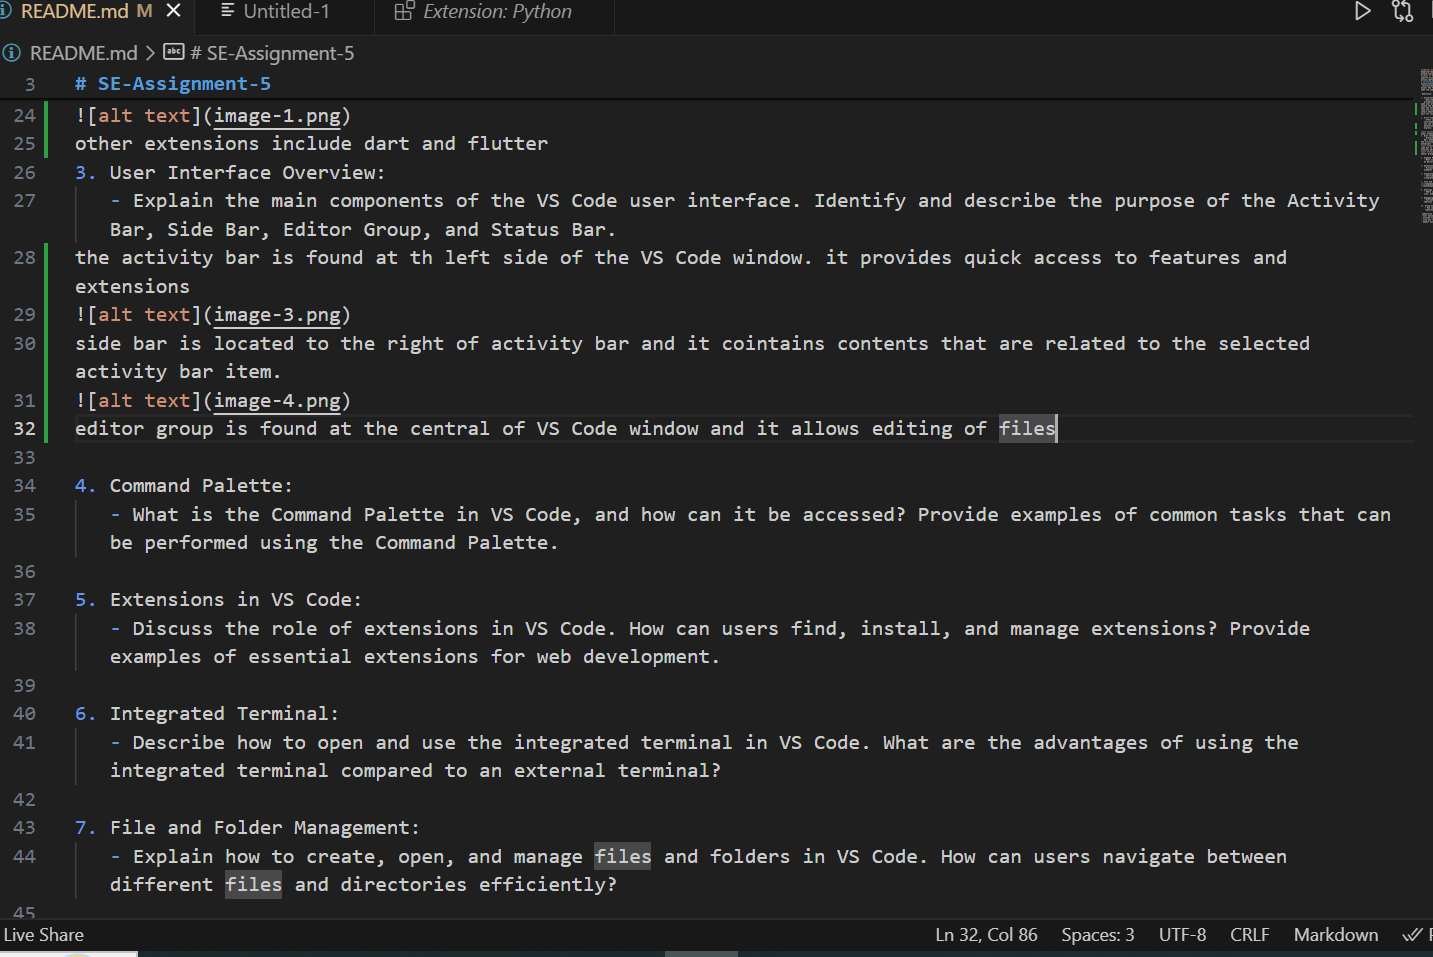 README.md M Untitled-1 Extension: Python
README.md > # SE-Assignment-5
3 # SE-Assignment-5
24 ![alt text](image-1.png)
25 other extensions include dart and flutter
26 3. User Interface Overview:
27 - Explain the main components of the VS Code user interface. Identify and describe the purpose of the Activity
Bar, Side Bar, Editor Group, and Status Bar.
28 the activity bar is found at th left side of the VS Code window. it provides quick access to features and
extensions
29 ![alt text](image-3.png)
30 side bar is located to the right of activity bar and it cointains contents that are related to the selected
activity bar item.
31 ![alt text](image-4.png)
32 editor group is found at the central of VS Code window and it allows editing of files
33
34 4. Command Palette:
35 - What is the Command Palette in VS Code, and how can it be accessed? Provide examples of common tasks that can
be performed using the Command Palette.
36
37 5. Extensions in VS Code:
38 - Discuss the role of extensions in VS Code. How can users find, install, and manage extensions? Provide
examples of essential extensions for web development.
39
40 6. Integrated Terminal:
41 - Describe how to open and use the integrated terminal in VS Code. What are the advantages of using the
integrated terminal compared to an external terminal?
42
43 7. File and Folder Management:
44 - Explain how to create, open, and manage files and folders in VS Code. How can users navigate between
different files and directories efficiently?
45
Live Share Ln 32, Col 86 Spaces: 3 UTF-8 CRLF Markdown